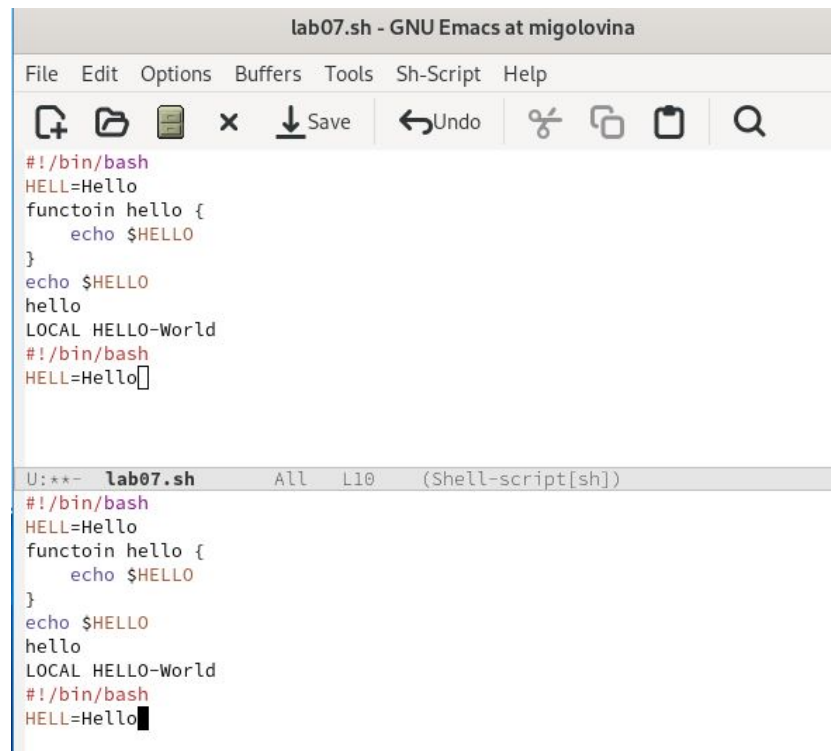 lab07.sh - GNU Emacs at migolovina
File Edit Options Buffers Tools Sh-Script Help
Save Undo
#!/bin/bash
HELL=Hello
functoin hello {
    echo $HELLO
}
echo $HELLO
hello
LOCAL HELLO-World
#!/bin/bash
HELL=Hello
U:**- lab07.sh All L10 (Shell-script[sh])
#!/bin/bash
HELL=Hello
functoin hello {
    echo $HELLO
}
echo $HELLO
hello
LOCAL HELLO-World
#!/bin/bash
HELL=Hello